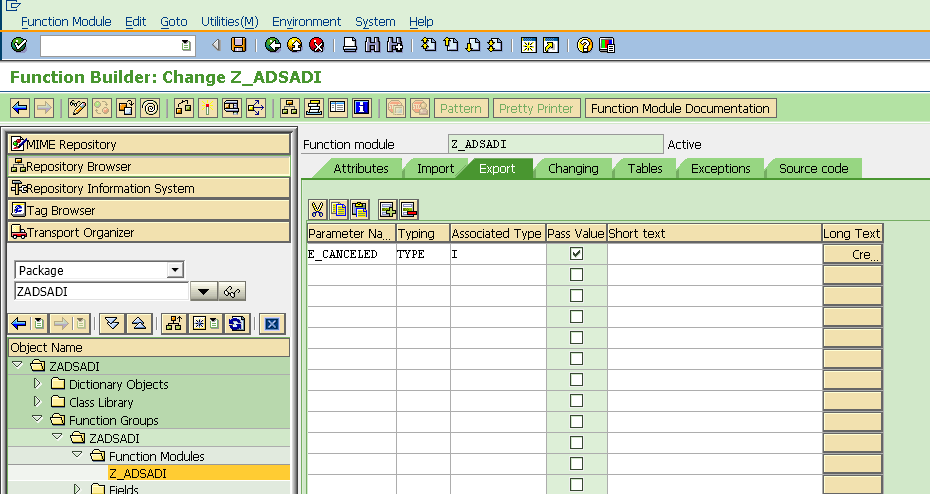 Function Module Edit Goto Utilities(M) Environment System Help
Function Builder: Change Z_ADSADI
Pattern Pretty Printer Function Module Documentation
MIME Repository
Repository Browser
Repository Information System
Tag Browser
Transport Organizer
Package
ZADSADI
Object Name
ZADSADI
Dictionary Objects
Class Library
Function Groups
ZADSADI
Function Modules
Z_ADSADI
Fields
Function module Z_ADSADI Active
Attributes Import Export Changing Tables Exceptions Source code
Parameter Na... Typing Associated Type Pass Value Short text Long Text
E_CANCELED TYPE I Cre...